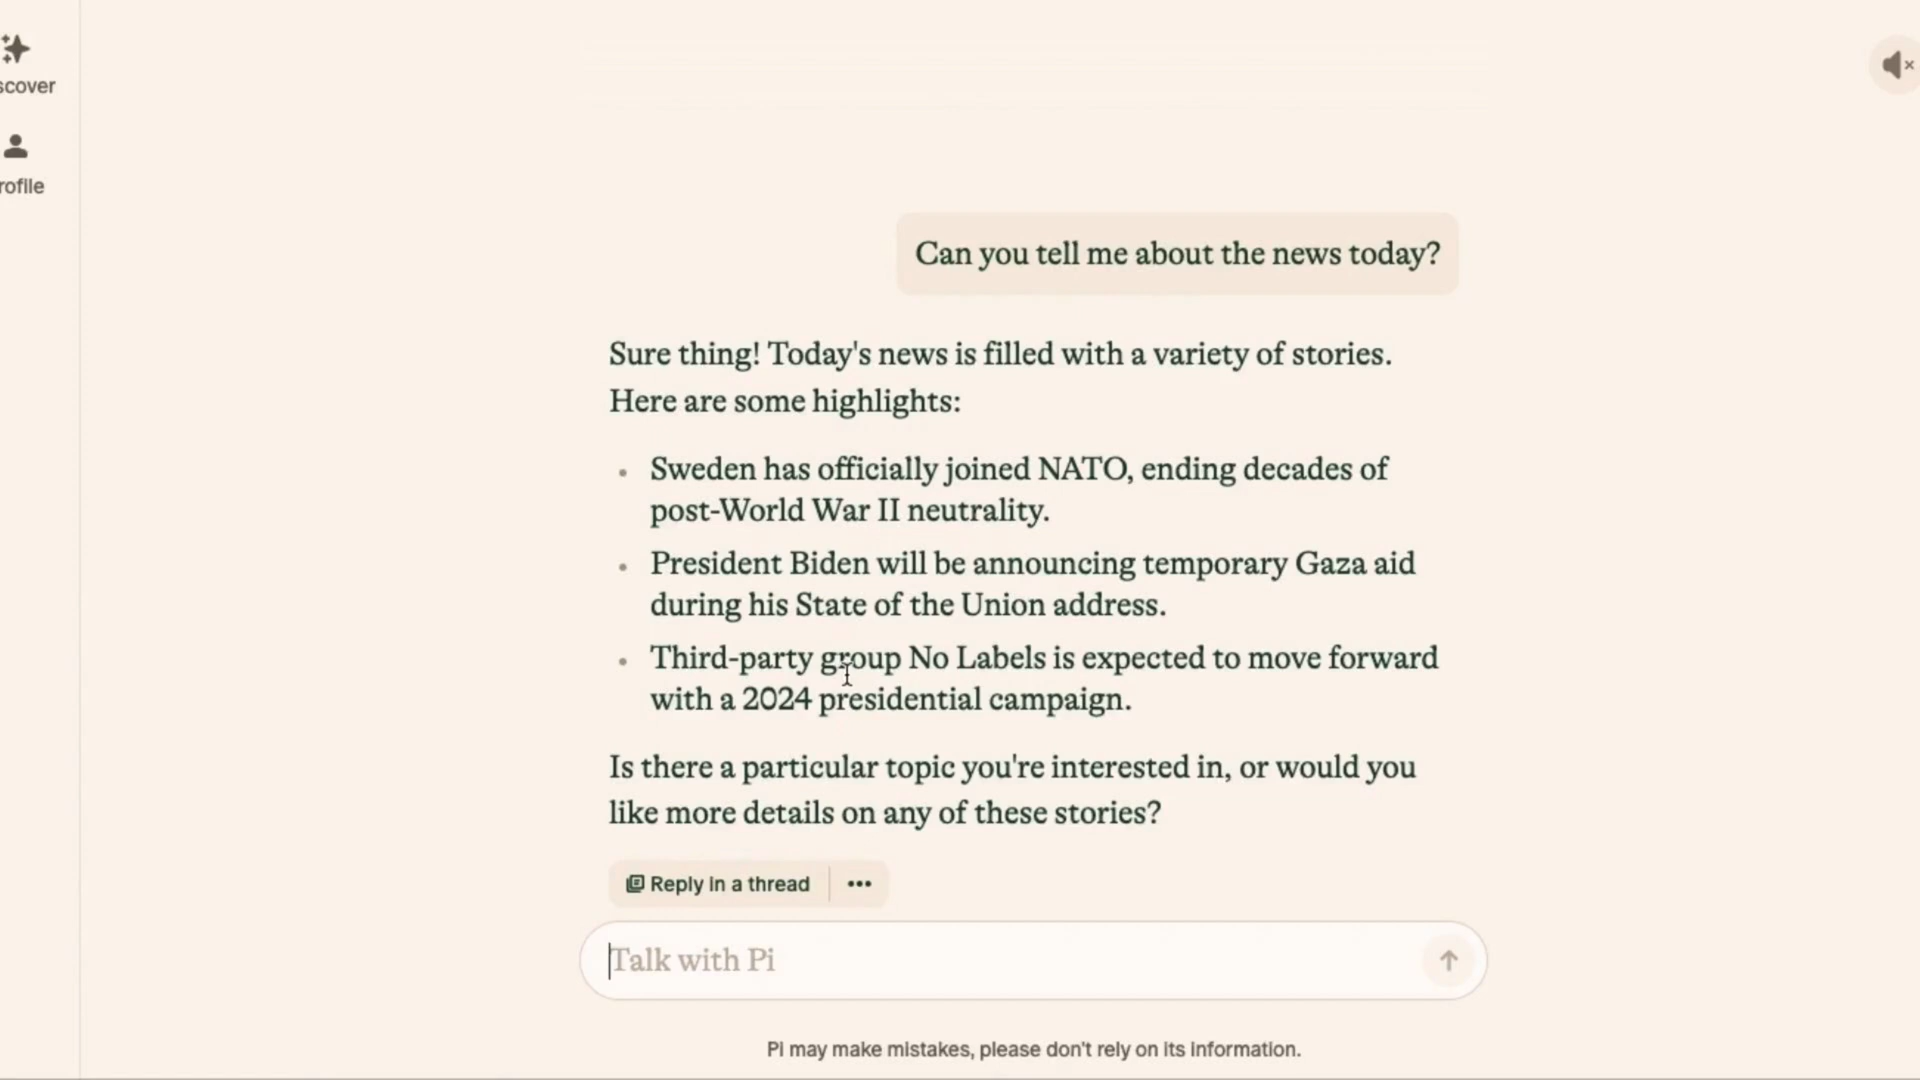 scover
rofile
Can you tell me about the news today?
Sure thing! Today's news is filled with a variety of stories.
Here are some highlights:
Sweden has officially joined NATO, ending decades of
post-World War II neutrality.
President Biden will be announcing temporary Gaza aid
during his State of the Union address.
Third-party group No Labels is expected to move forward
with a 2024 presidential campaign.
Is there a particular topic you're interested in, or would you
like more details on any of these stories?
Reply in a thread
Talk with Pi
Pi may make mistakes, please don't rely on its information.